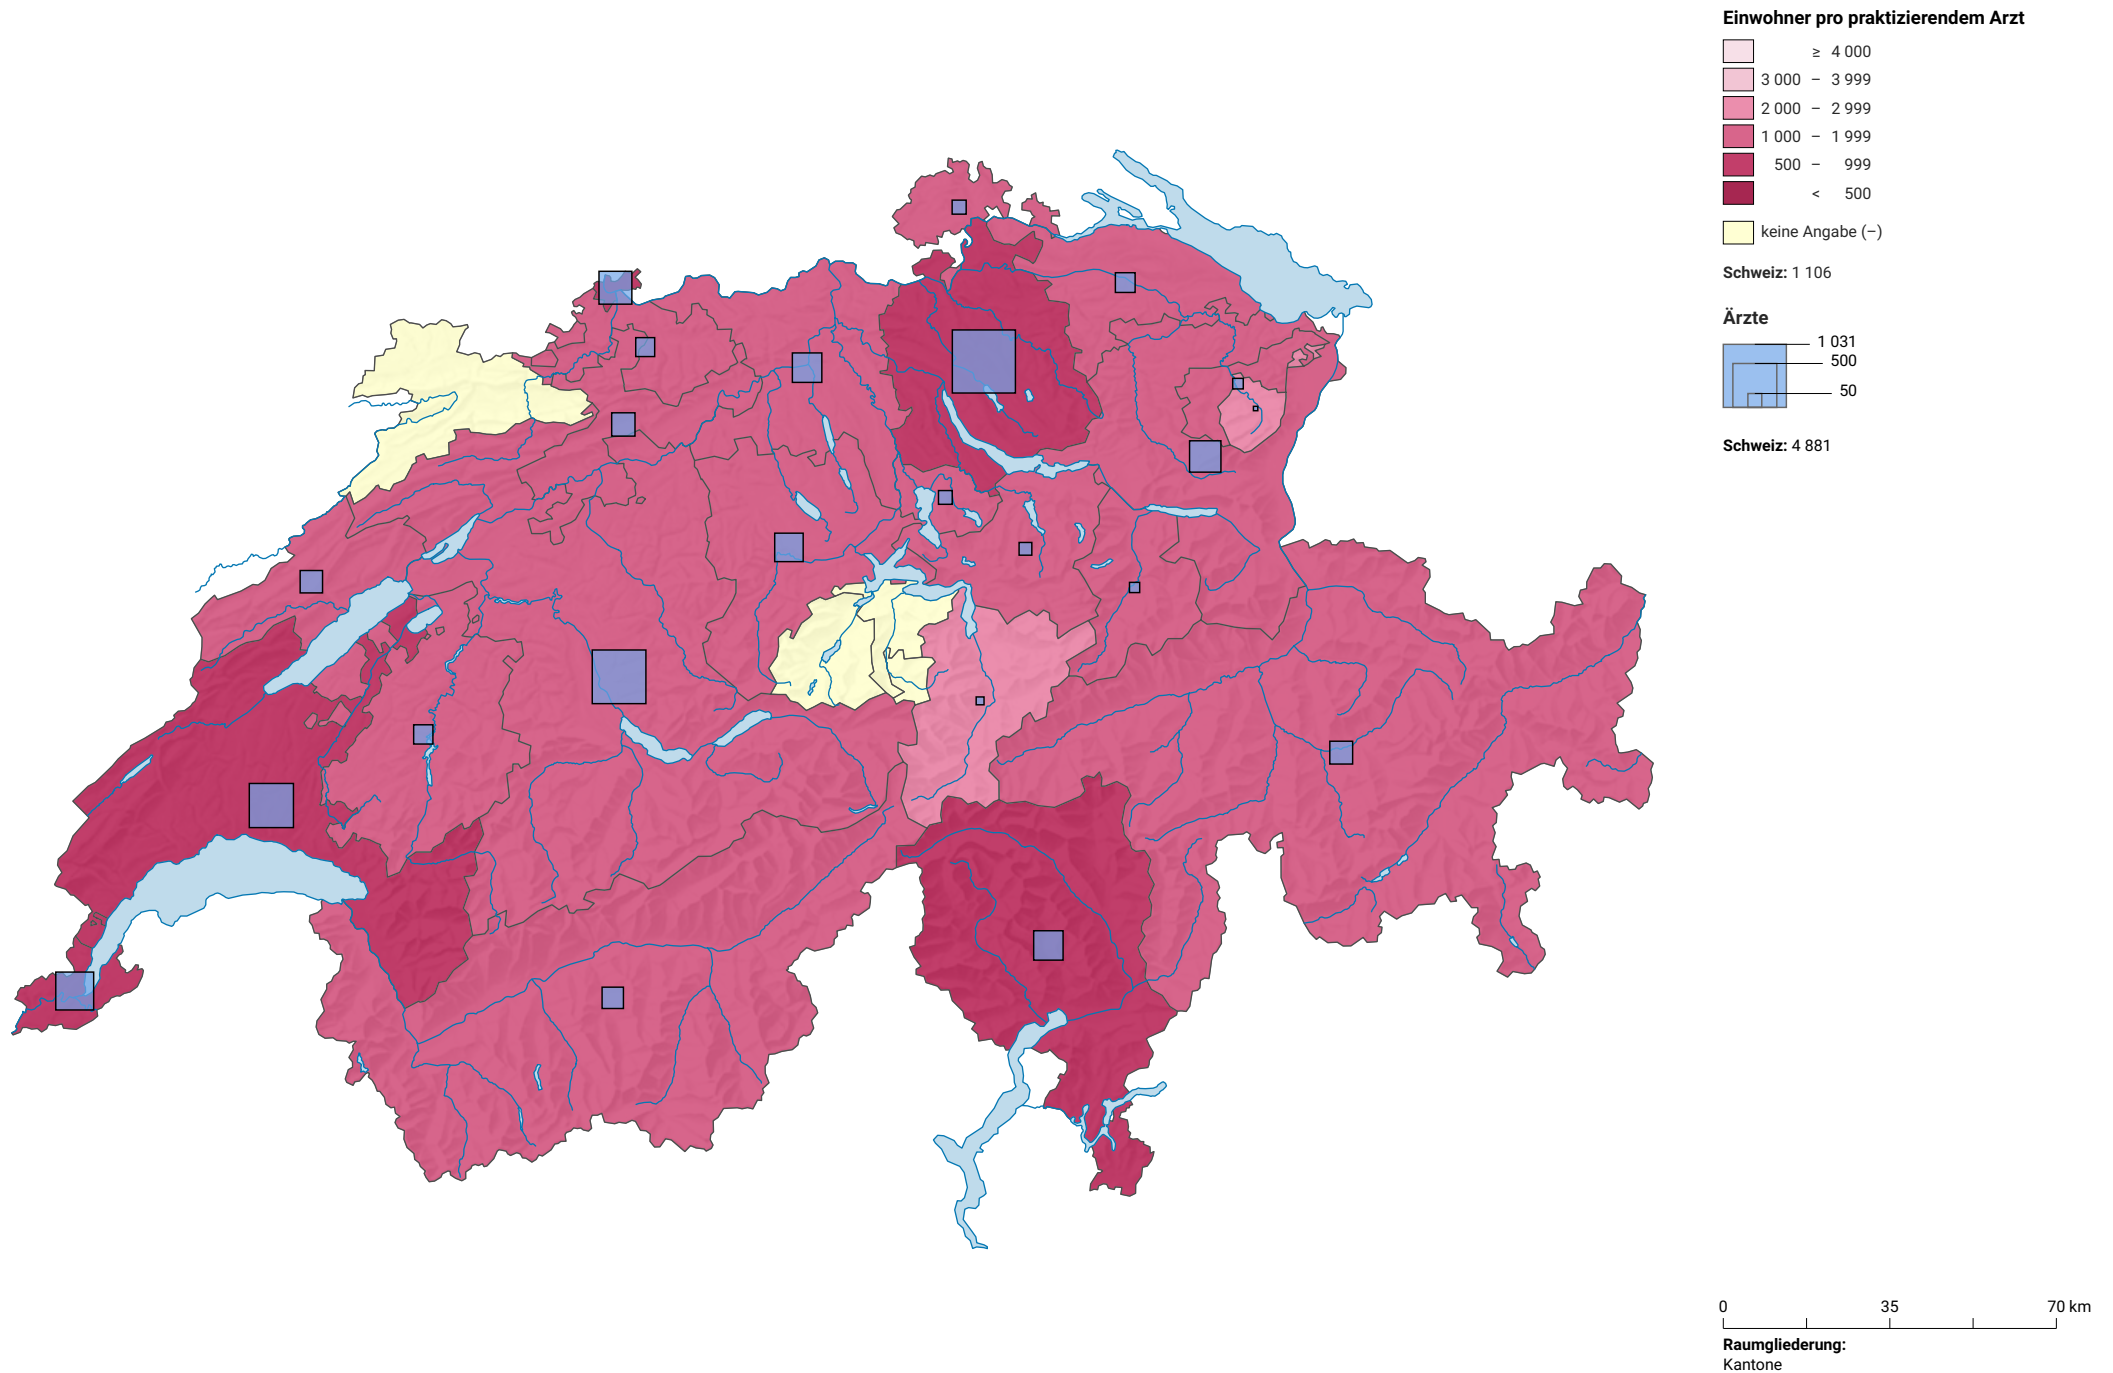 Einwohner pro praktizierendem Arzt
≥ 4 000
3 000 – 3 999
2 000 – 2 999
1 000 – 1 999
500 – 999
< 500
keine Angabe (–)
Schweiz: 1 106
Ärzte
1 031
500
50
Schweiz: 4 881
0 35 70 km
Raumgliederung:
Kantone